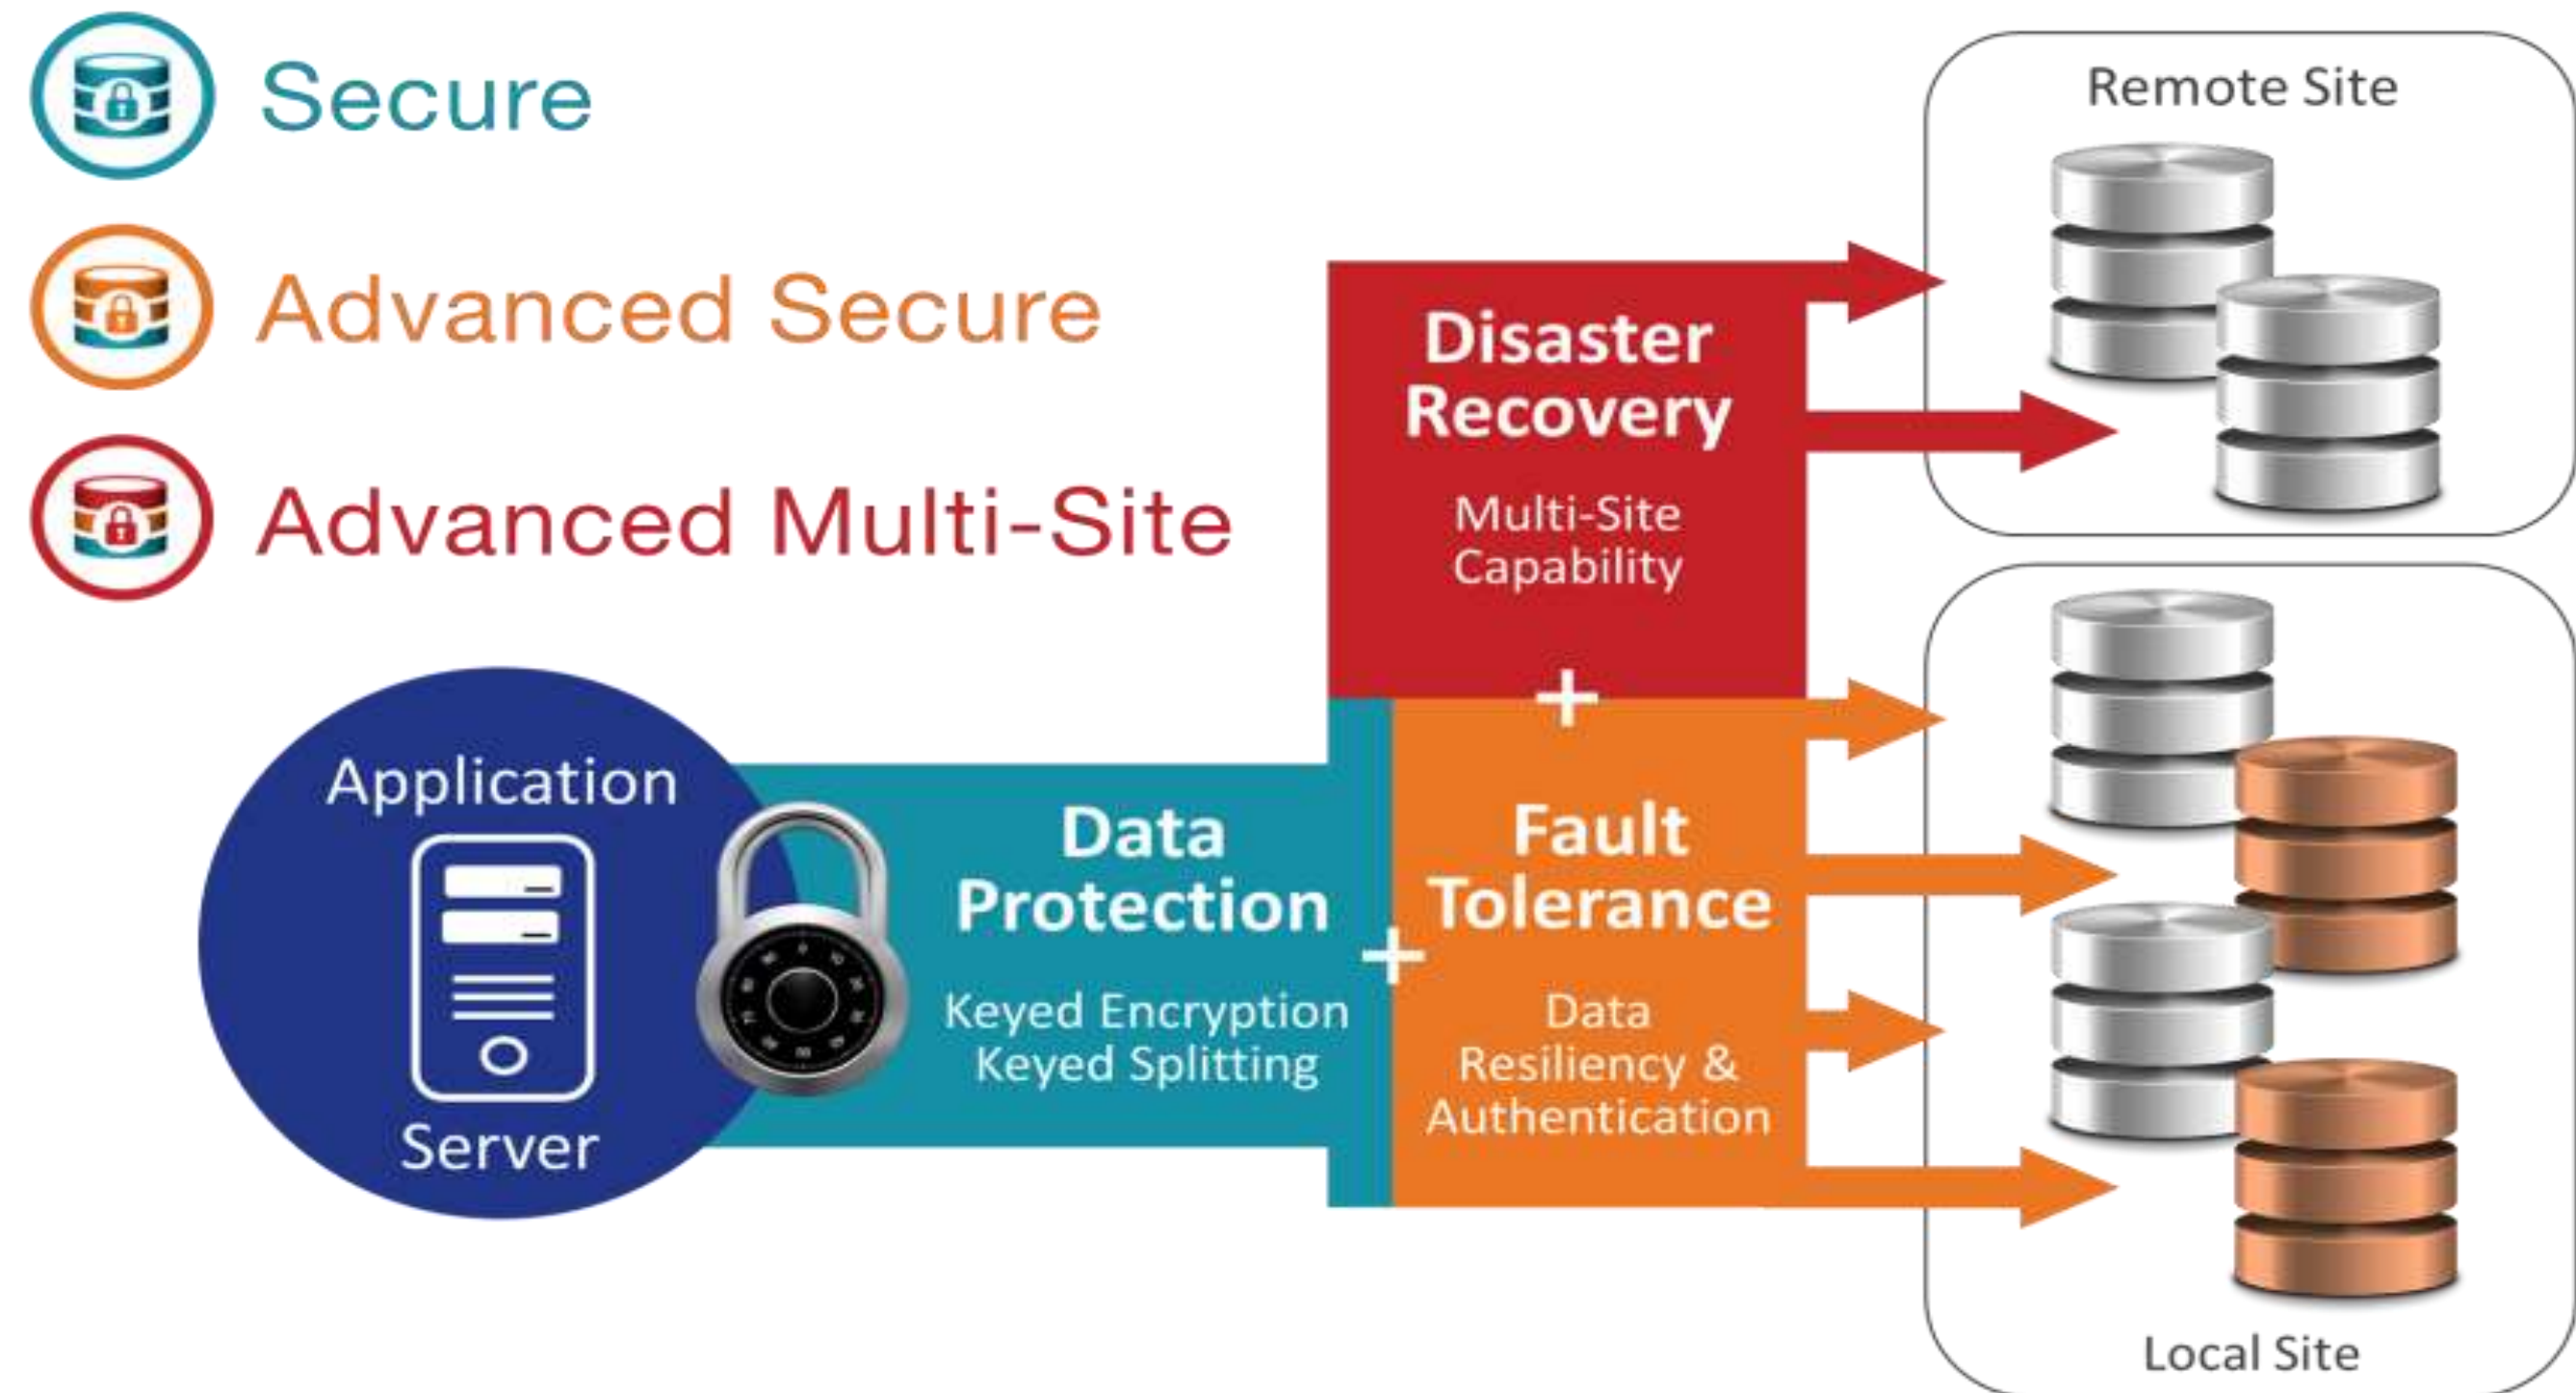 Secure
Advanced Secure
Advanced Multi-Site
Remote Site
Disaster
Recovery
Multi-Site
Capability
+
Application
Server
Data
Protection
Keyed Encryption
Keyed Splitting
+
Fault
Tolerance
Data
Resiliency &
Authentication
Local Site